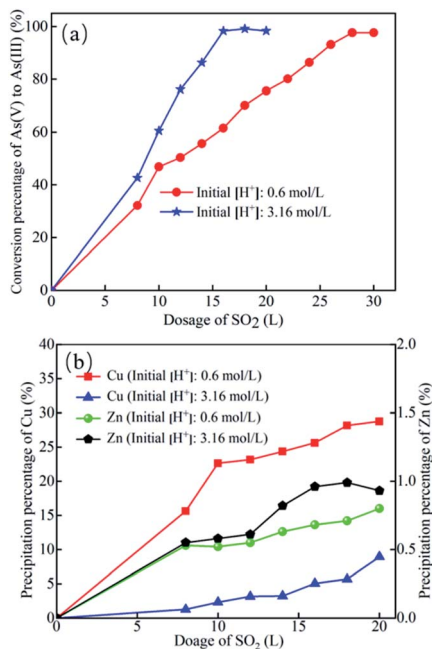 (a)
Conversion percentage of As(V) to As(III) (%)
100
80
60
40
20
0
Initial [H⁺]: 0.6 mol/L
Initial [H⁺]: 3.16 mol/L
0 5 10 15 20 25 30
Dosage of SO₂ (L)
(b)
Precipitation percentage of Cu (%)
40
35
30
25
20
15
10
5
0
Cu (Initial [H⁺]: 0.6 mol/L)
Cu (Initial [H⁺]: 3.16 mol/L)
Zn (Initial [H⁺]: 0.6 mol/L)
Zn (Initial [H⁺]: 3.16 mol/L)
2.0
1.5
1.0
0.5
0.0
Precipitation percentage of Zn (%)
0 5 10 15 20
Doage of SO₂ (L)